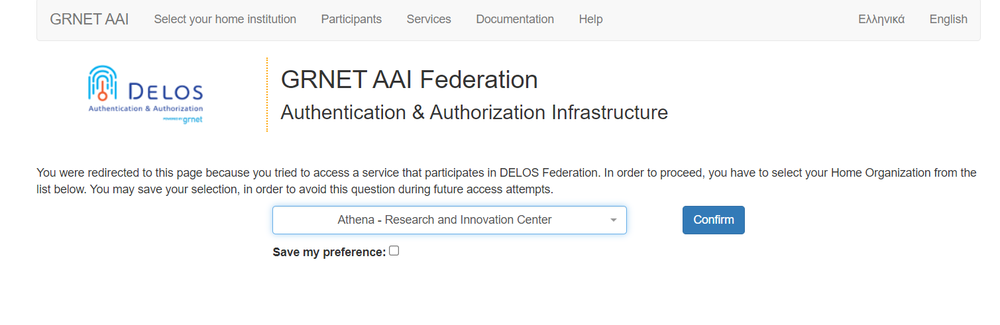 GRNET AAI Select your home institution Participants Services Documentation Help Ελληνικά English
DELOS
Authentication & Authorization
POWERED BY grnet
GRNET AAI Federation
Authentication & Authorization Infrastructure
You were redirected to this page because you tried to access a service that participates in DELOS Federation. In order to proceed, you have to select your Home Organization from the
list below. You may save your selection, in order to avoid this question during future access attempts.
Athena - Research and Innovation Center
Confirm
Save my preference: